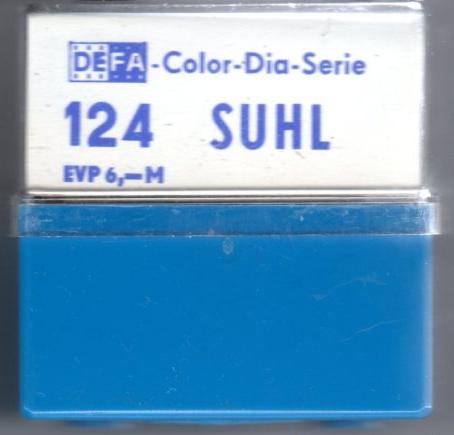 DEFA-Color-Dia-Serie
124 SUHL
EVP 6,—M